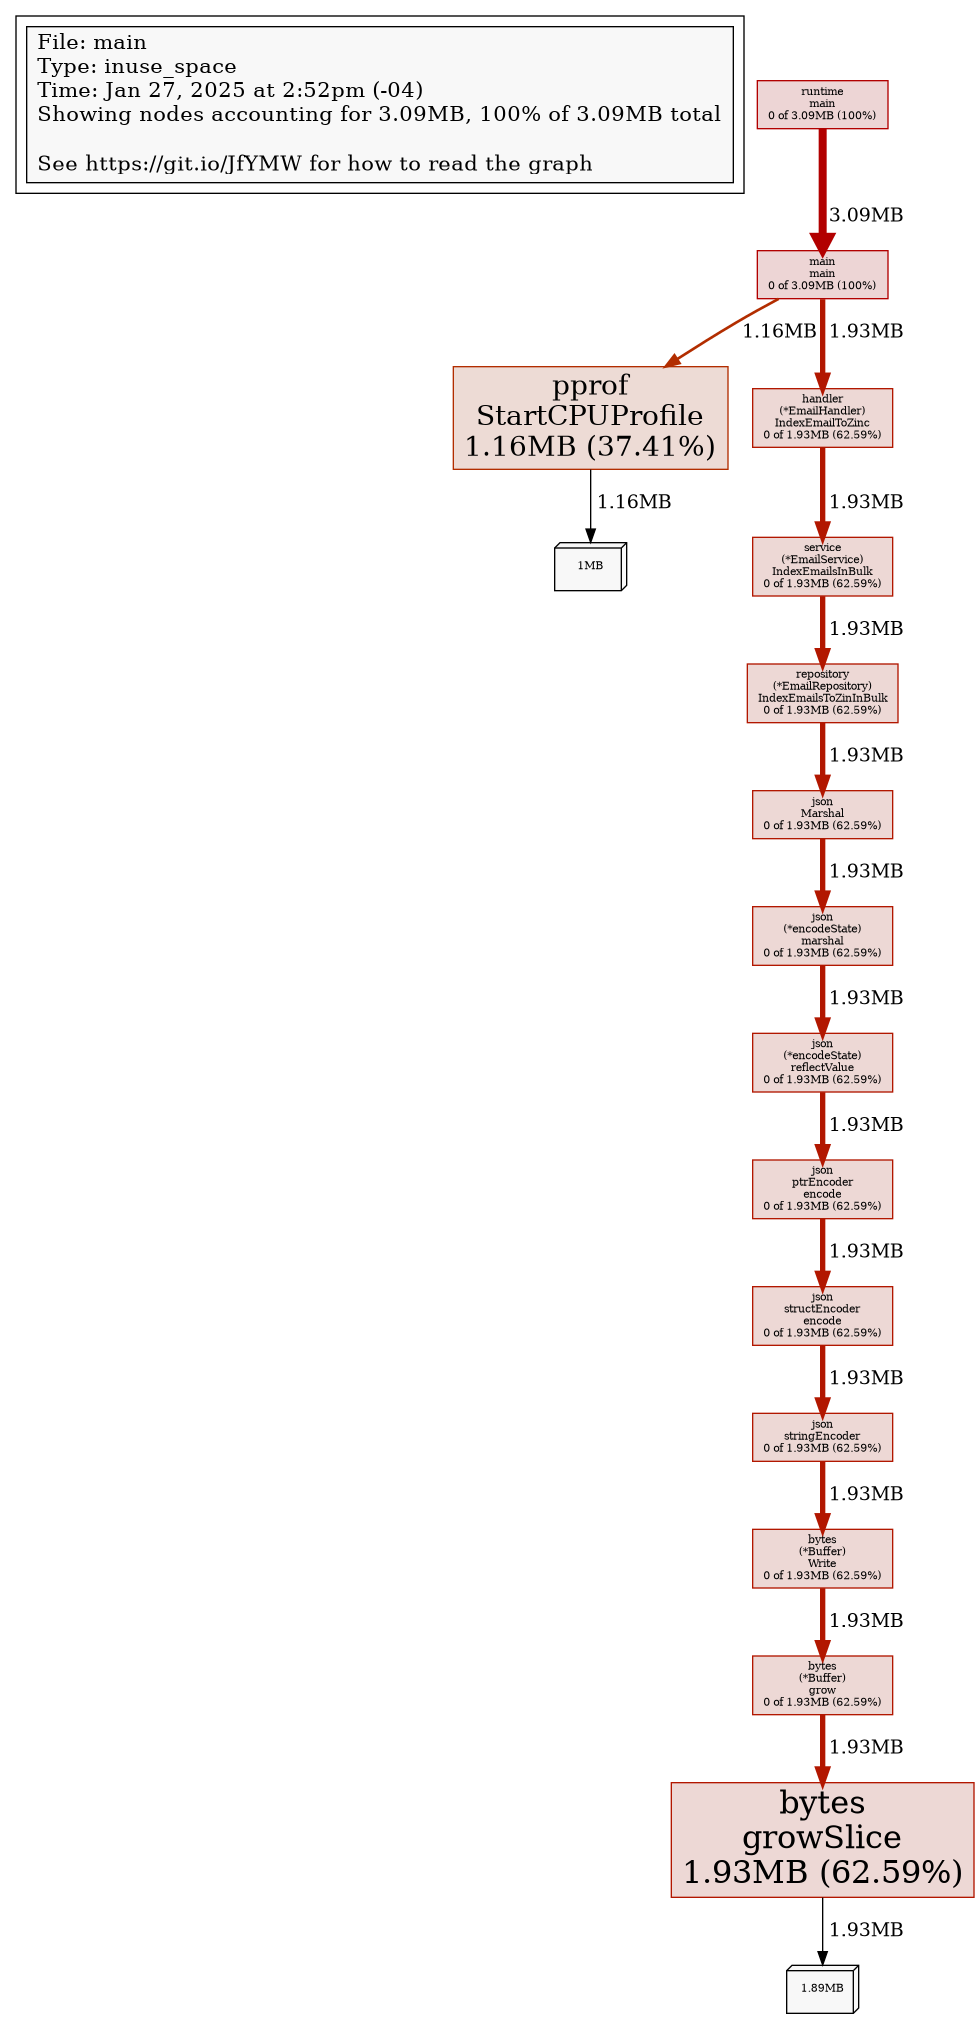 File: main
Type: inuse_space
Time: Jan 27, 2025 at 2:52pm (-04)
Showing nodes accounting for 3.09MB, 100% of 3.09MB total
See https://git.io/JfYMW for how to read the graph
runtime
main
0 of 3.09MB (100%)
3.09MB
main
main
0 of 3.09MB (100%)
1.16MB
1.93MB
pprof
StartCPUProfile
1.16MB (37.41%)
1.16MB
1MB
handler
(*EmailHandler)
IndexEmailToZinc
0 of 1.93MB (62.59%)
1.93MB
service
(*EmailService)
IndexEmailsInBulk
0 of 1.93MB (62.59%)
1.93MB
repository
(*EmailRepository)
IndexEmailsToZinInBulk
0 of 1.93MB (62.59%)
1.93MB
json
Marshal
0 of 1.93MB (62.59%)
1.93MB
json
(*encodeState)
marshal
0 of 1.93MB (62.59%)
1.93MB
json
(*encodeState)
reflectValue
0 of 1.93MB (62.59%)
1.93MB
json
ptrEncoder
encode
0 of 1.93MB (62.59%)
1.93MB
json
structEncoder
encode
0 of 1.93MB (62.59%)
1.93MB
json
stringEncoder
0 of 1.93MB (62.59%)
1.93MB
bytes
(*Buffer)
Write
0 of 1.93MB (62.59%)
1.93MB
bytes
(*Buffer)
grow
0 of 1.93MB (62.59%)
1.93MB
bytes
growSlice
1.93MB (62.59%)
1.93MB
1.89MB